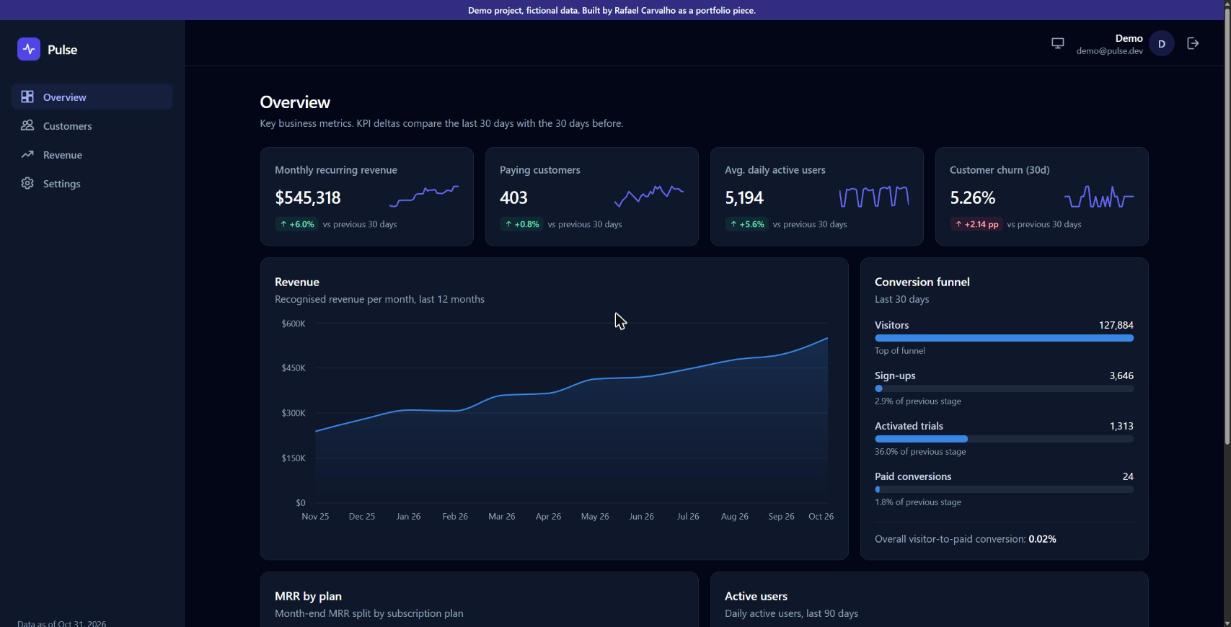 Demo project, fictional data. Built by Rafael Carvalho as a portfolio piece.
Pulse
Demo
demo@pulse.dev
D
Overview
Customers
Revenue
Settings
Data as of Oct 31, 2026
Overview
Key business metrics. KPI deltas compare the last 30 days with the 30 days before.
Monthly recurring revenue
$545,318
↑ +6.0% vs previous 30 days
Paying customers
403
↑ +0.8% vs previous 30 days
Avg. daily active users
5,194
↑ +5.6% vs previous 30 days
Customer churn (30d)
5.26%
↑ +2.14 pp vs previous 30 days
Revenue
Recognised revenue per month, last 12 months
$600K
$450K
$300K
$150K
$0
Nov 25 Dec 25 Jan 26 Feb 26 Mar 26 Apr 26 May 26 Jun 26 Jul 26 Aug 26 Sep 26 Oct 26
Conversion funnel
Last 30 days
Visitors 127,884
Top of funnel
Sign-ups 3,646
2.9% of previous stage
Activated trials 1,313
36.0% of previous stage
Paid conversions 24
1.8% of previous stage
Overall visitor-to-paid conversion: 0.02%
MRR by plan
Month-end MRR split by subscription plan
Active users
Daily active users, last 90 days